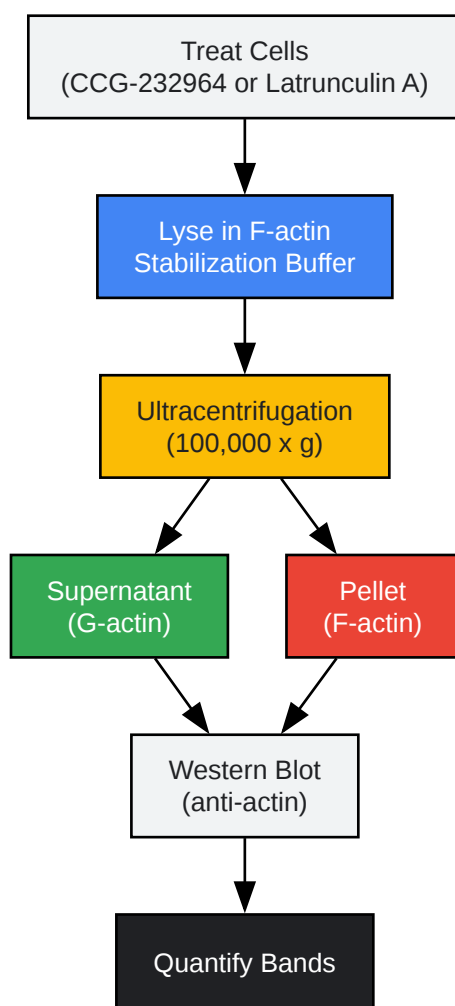 Treat Cells
(CCG-232964 or Latrunculin A)
Lyse in F-actin
Stabilization Buffer
Ultracentrifugation
(100,000 x g)
Supernatant
(G-actin)
Pellet
(F-actin)
Western Blot
(anti-actin)
Quantify Bands